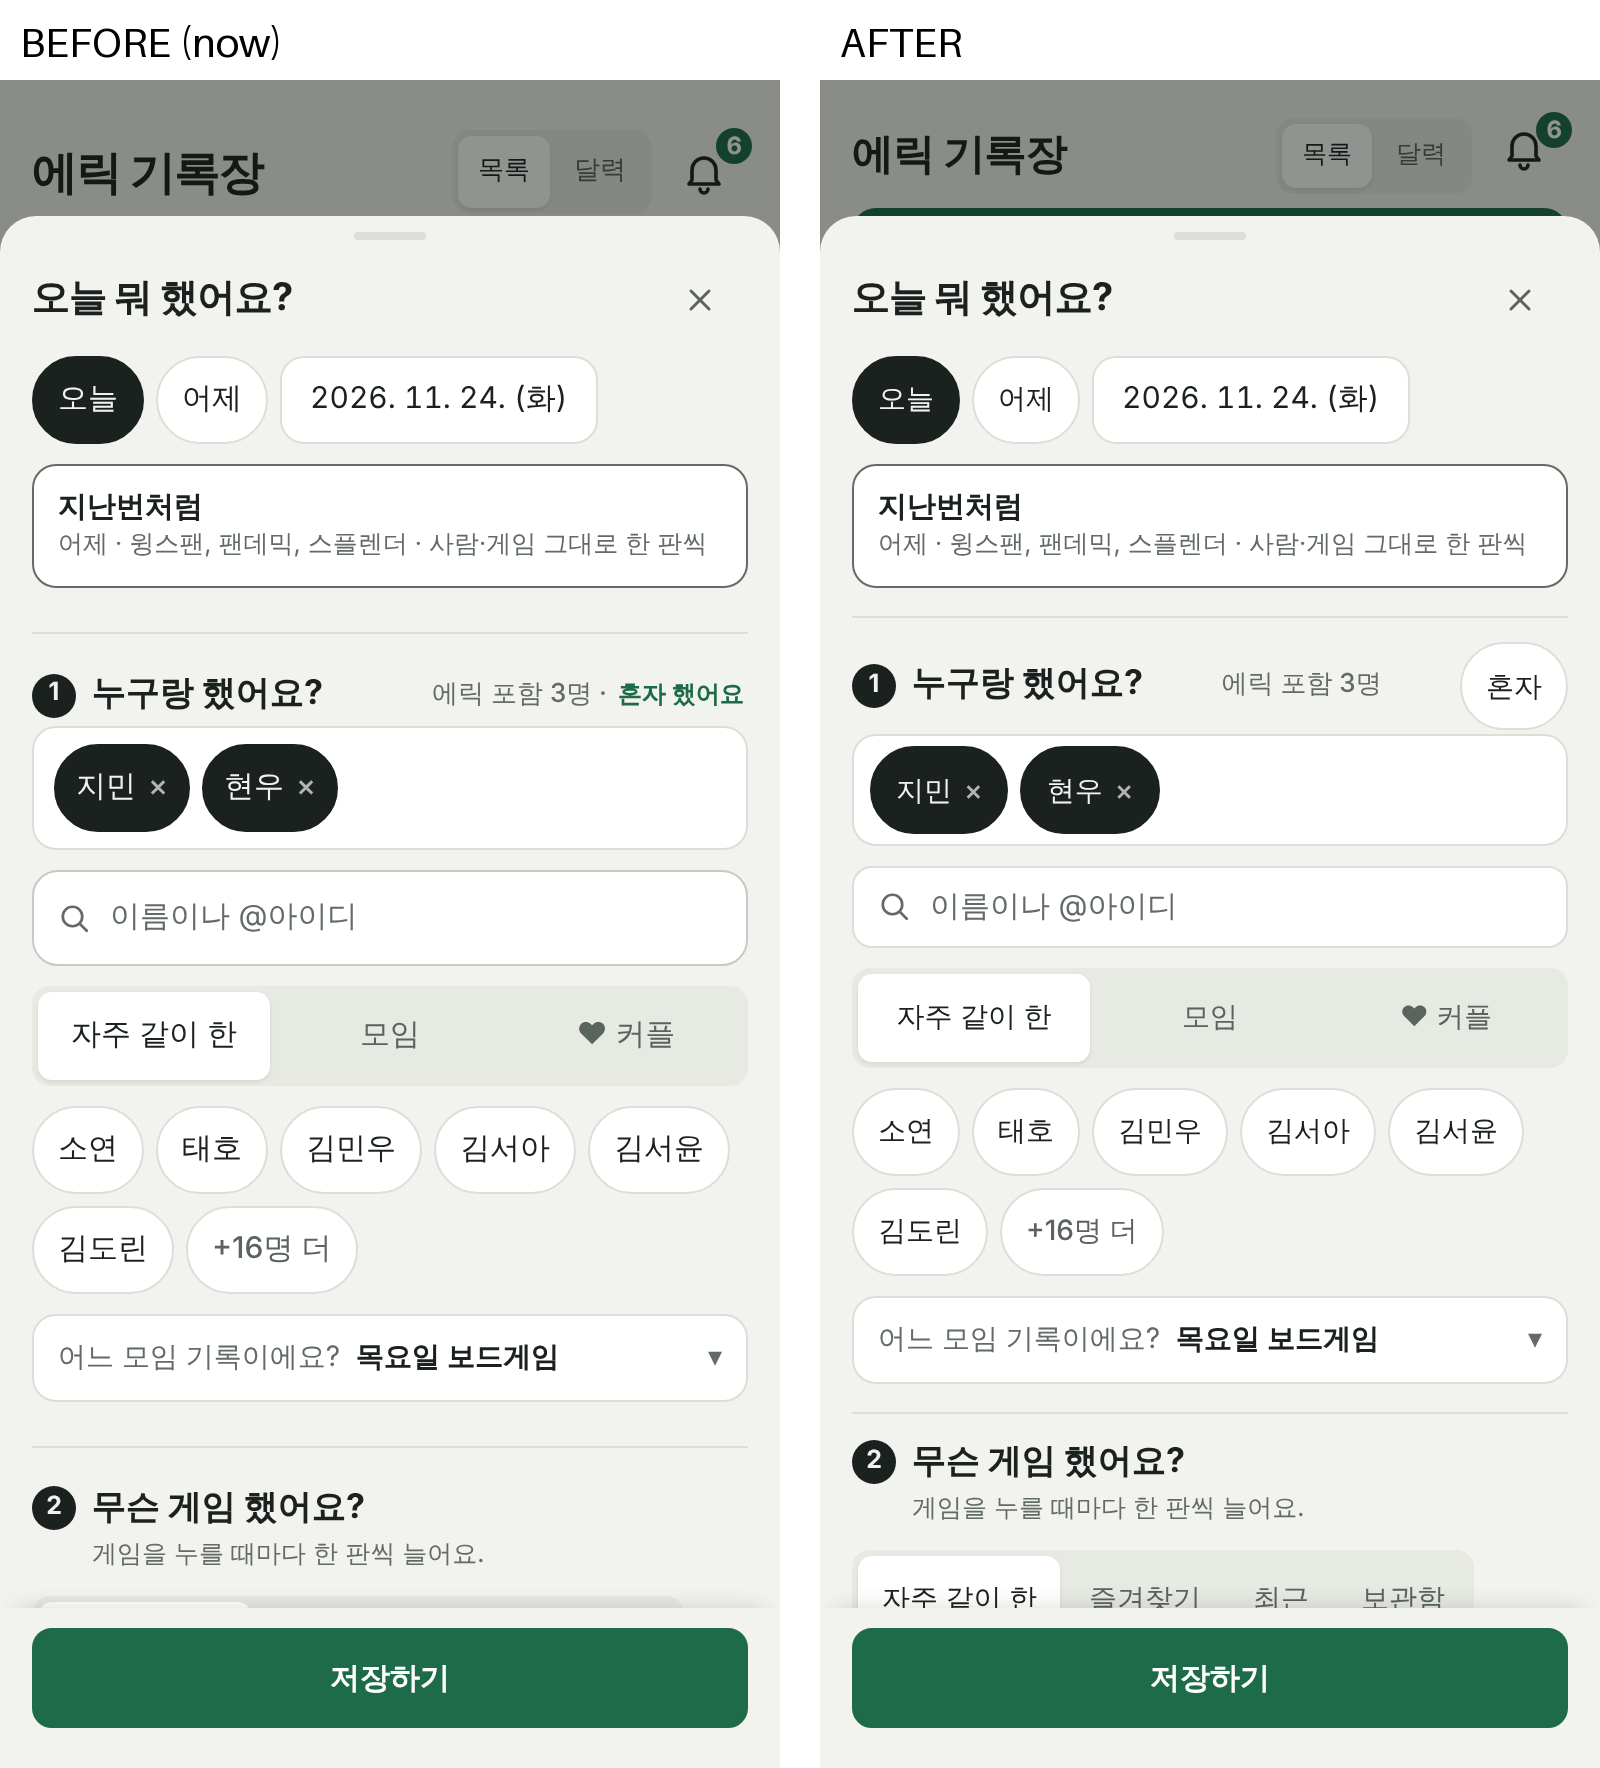 BEFORE (now)
에릭 기록장
목록
달력
6
오늘 뭐 했어요?
×
오늘
어제
2026. 11. 24. (화)
지난번처럼
어제 · 윙스팬, 팬데믹, 스플렌더 · 사람·게임 그대로 한 판씩
1 누구랑 했어요?
에릭 포함 3명 · 혼자 했어요
지민 ×
현우 ×
이름이나 @아이디
자주 같이 한
모임
♥ 커플
소연
태호
김민우
김서아
김서윤
김도린
+16명 더
어느 모임 기록이에요? 목요일 보드게임 ▼
2 무슨 게임 했어요?
게임을 누를 때마다 한 판씩 늘어요.
저장하기
AFTER
에릭 기록장
목록
달력
6
오늘 뭐 했어요?
×
오늘
어제
2026. 11. 24. (화)
지난번처럼
어제 · 윙스팬, 팬데믹, 스플렌더 · 사람·게임 그대로 한 판씩
1 누구랑 했어요?
에릭 포함 3명
혼자
지민 ×
현우 ×
이름이나 @아이디
자주 같이 한
모임
♥ 커플
소연
태호
김민우
김서아
김서윤
김도린
+16명 더
어느 모임 기록이에요? 목요일 보드게임 ▼
2 무슨 게임 했어요?
게임을 누를 때마다 한 판씩 늘어요.
자주 같이 한
즐겨찾기
최근
보관함
저장하기